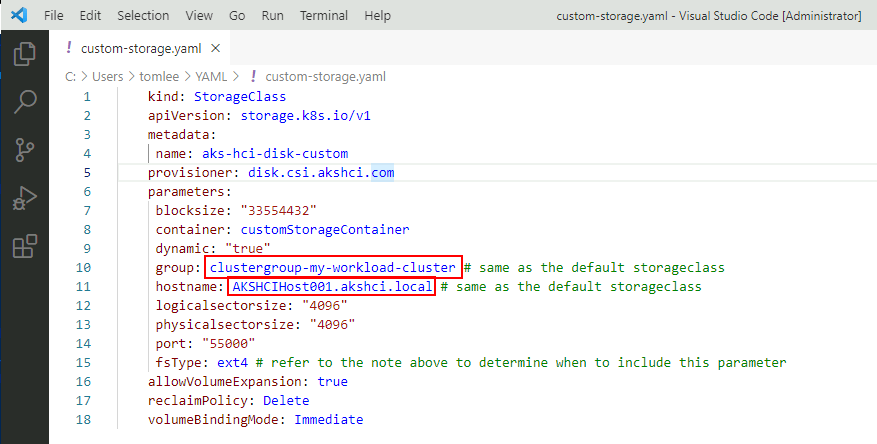 File Edit Selection View Go Run Terminal Help custom-storage.yaml - Visual Studio Code [Administrator]
! custom-storage.yaml ×
C: > Users > tomlee > YAML > ! custom-storage.yaml
1 kind: StorageClass
2 apiVersion: storage.k8s.io/v1
3 metadata:
4 name: aks-hci-disk-custom
5 provisioner: disk.csi.akshci.com
6 parameters:
7 blocksize: "33554432"
8 container: customStorageContainer
9 dynamic: "true"
10 group: clustergroup-my-workload-cluster # same as the default storageclass
11 hostname: AKSHCIHost001.akshci.local # same as the default storageclass
12 logicalsectorsize: "4096"
13 physicalsectorsize: "4096"
14 port: "55000"
15 fsType: ext4 # refer to the note above to determine when to include this parameter
16 allowVolumeExpansion: true
17 reclaimPolicy: Delete
18 volumeBindingMode: Immediate